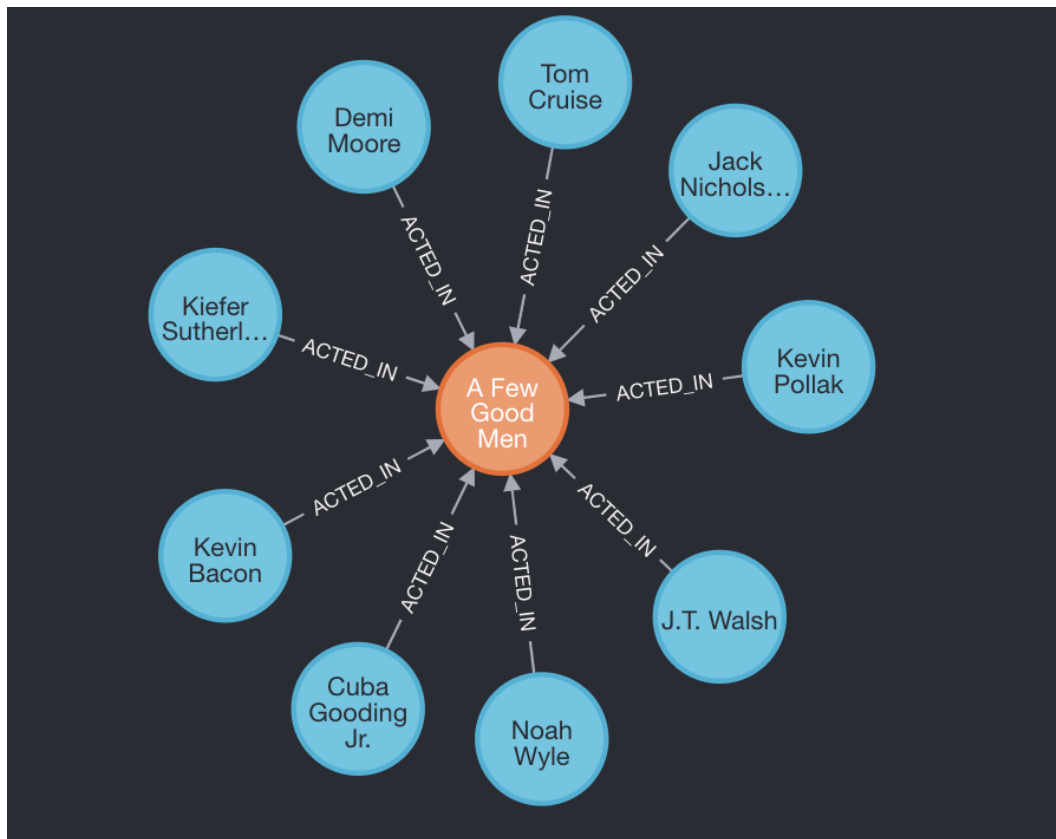 Tom
Cruise
Demi
Moore
Jack
Nichols…
ACTED_IN
ACTED_IN
ACTED_IN
Kiefer
Sutherl…
ACTED_IN
Kevin
Pollak
ACTED_IN
A Few
Good
Men
ACTED_IN
Kevin
Bacon
ACTED_IN
ACTED_IN
ACTED_IN
J.T. Walsh
Cuba
Gooding
Jr.
Noah
Wyle